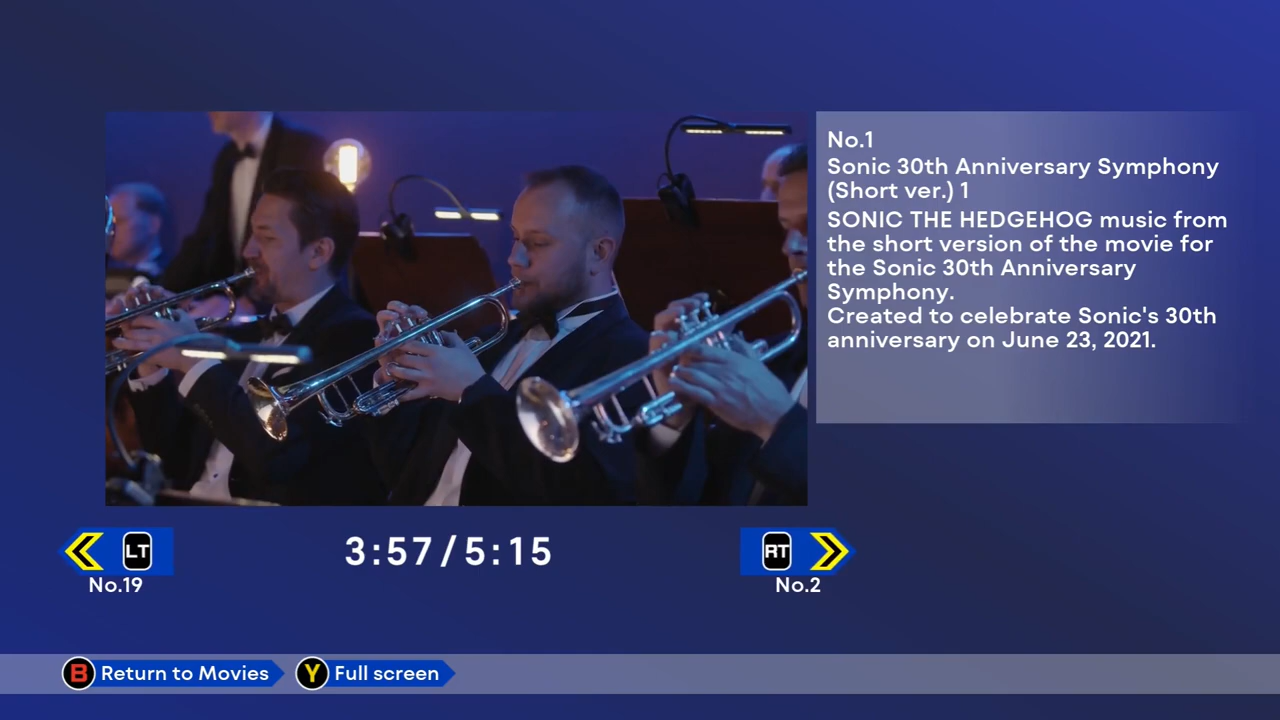 No.1
Sonic 30th Anniversary Symphony
(Short ver.) 1
SONIC THE HEDGEHOG music from
the short version of the movie for
the Sonic 30th Anniversary
Symphony.
Created to celebrate Sonic's 30th
anniversary on June 23, 2021.
LT
3:57/5:15
RT
No.19
No.2
B Return to Movies
Y Full screen